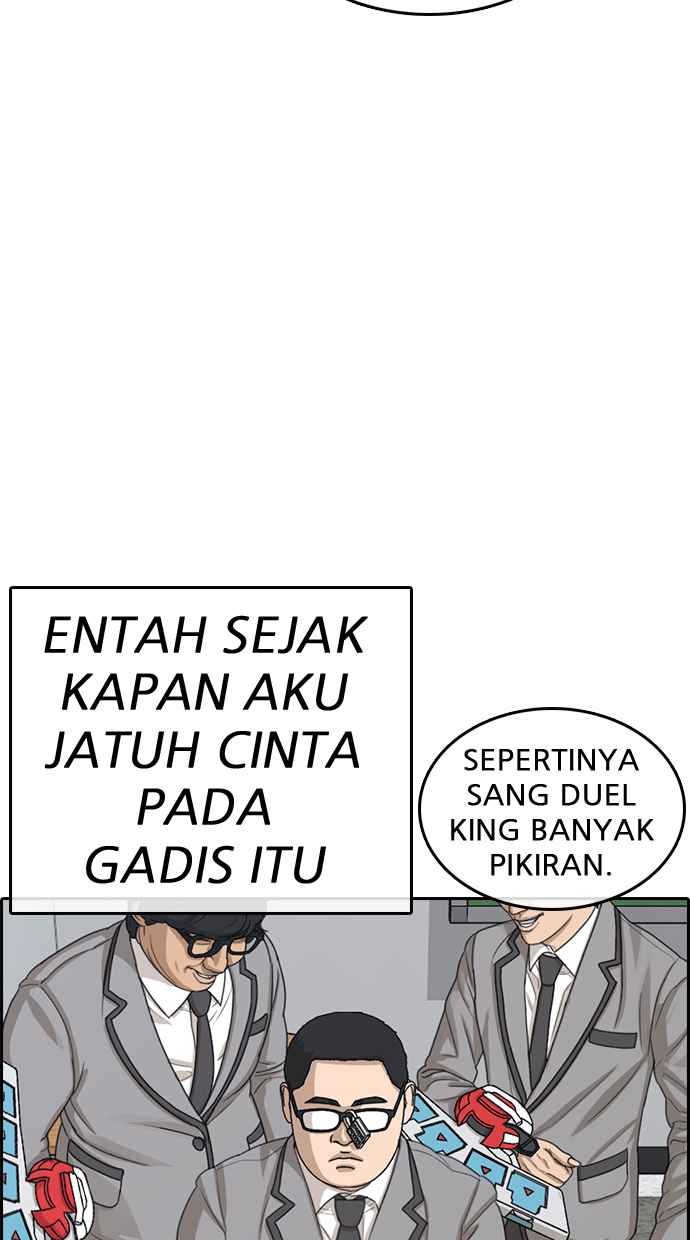 ENTAH SEJAK
KAPAN AKU
JATUH CINTA
PADA
GADIS ITU
SEPERTINYA
SANG DUEL
KING BANYAK
PIKIRAN.